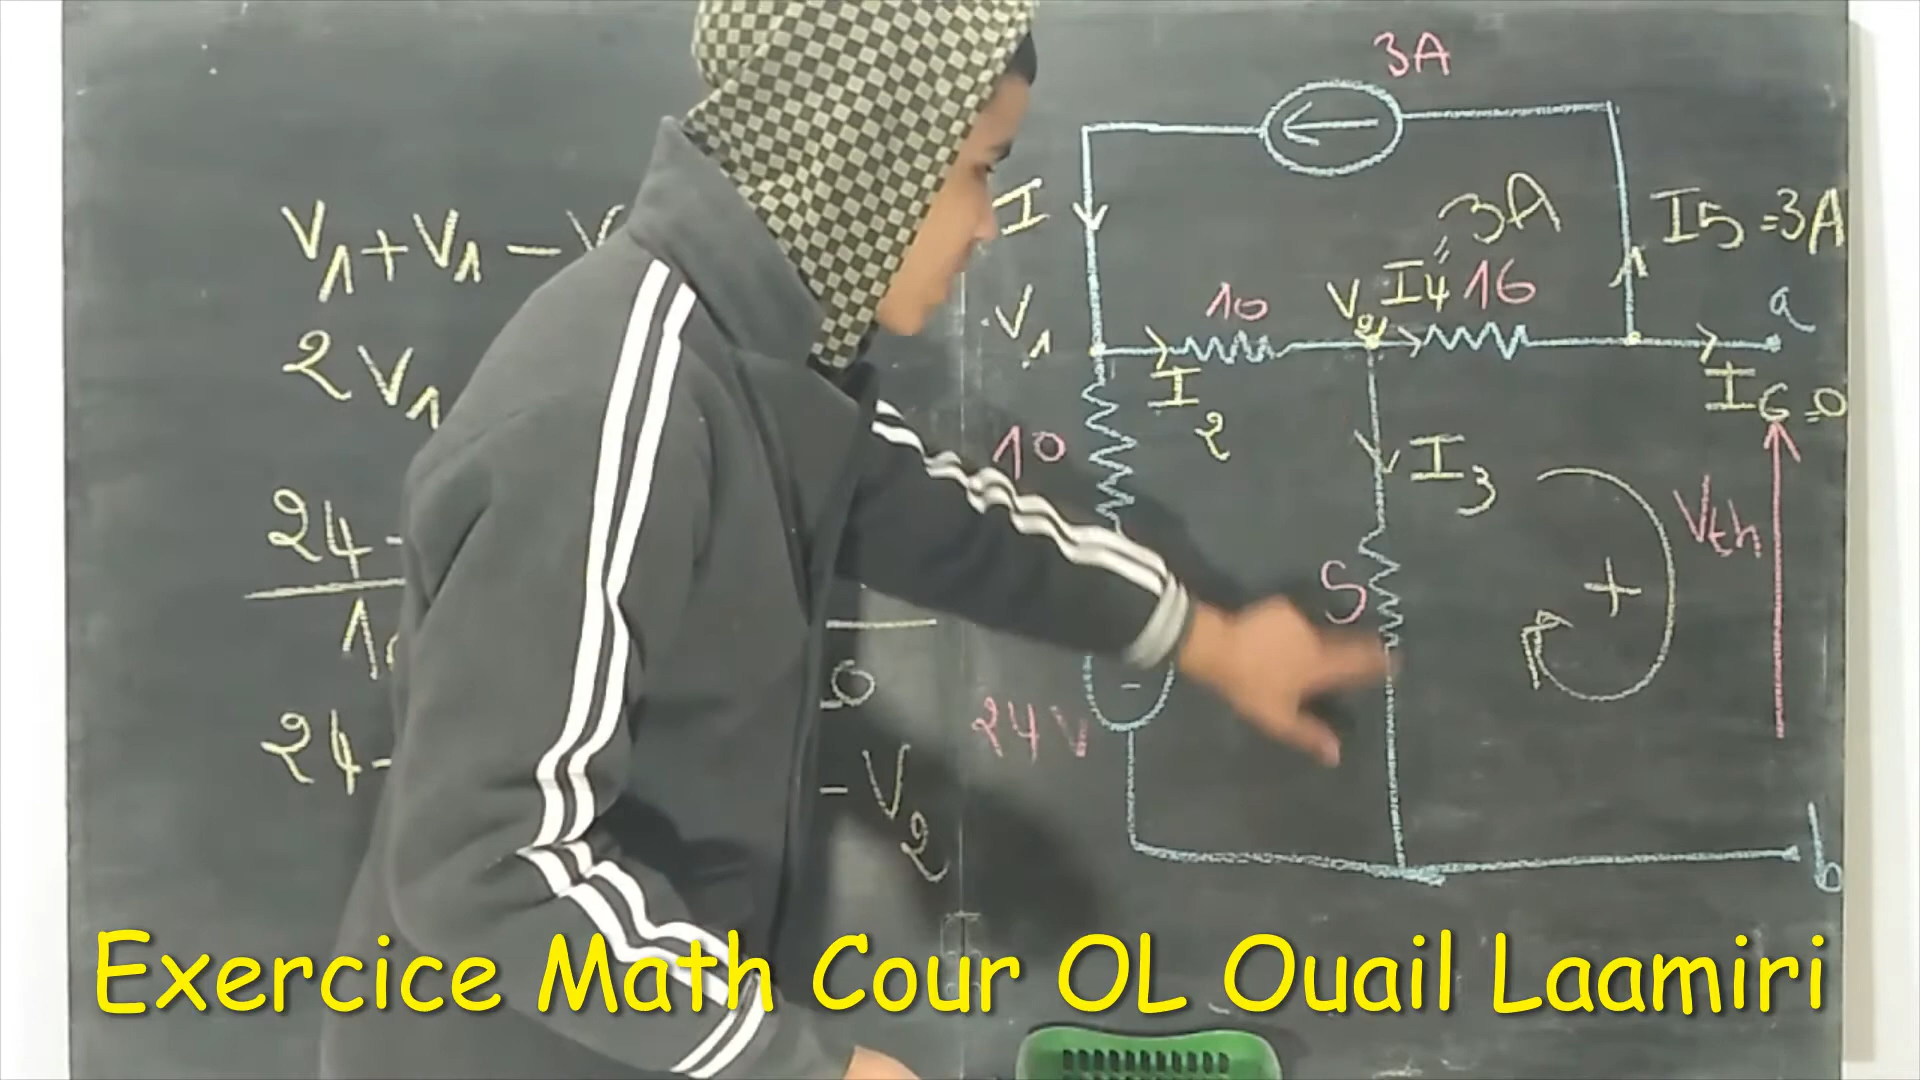 V1 + V1 -
2V1
24 -
24 -
- V2
3A
I
3A
I5 = 3A
V1
10
V2
I4
16
a
I2
I6 = 0
10
I3
Vth
5
+
-
24V
b
Exercice Math Cour OL Ouail Laamiri